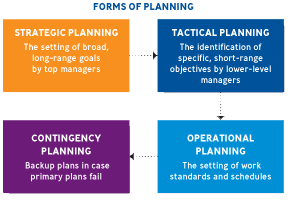 FORMS OF PLANNING
STRATEGIC PLANNING
The setting of broad,
long-range goals
by top managers
TACTICAL PLANNING
The identification of
specific, short-range
objectives by lower-level
managers
CONTINGENCY
PLANNING
Backup plans in case
primary plans fail
OPERATIONAL
PLANNING
The setting of work
standards and schedules